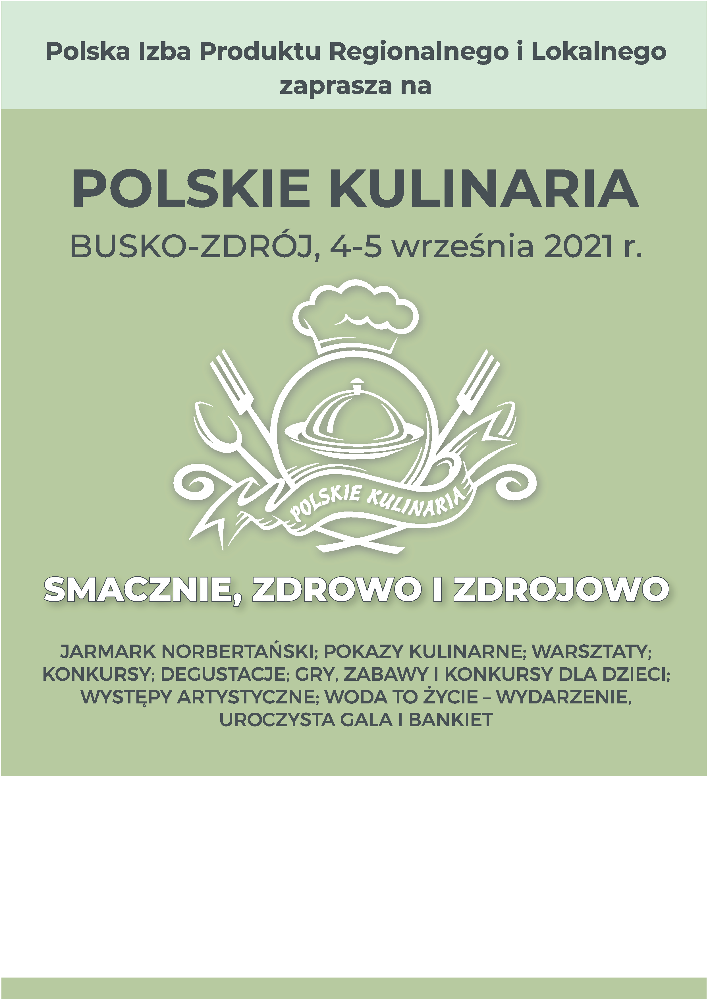 Polska Izba Produktu Regionalnego i Lokalnego
zaprasza na
POLSKIE KULINARIA
BUSKO-ZDRÓJ, 4-5 września 2021 r.
POLSKIE KULINARIA
SMACZNIE, ZDROWO I ZDROJOWO
JARMARK NORBERTAŃSKI; POKAZY KULINARNE; WARSZTATY;
KONKURSY; DEGUSTACJE; GRY, ZABAWY I KONKURSY DLA DZIECI;
WYSTĘPY ARTYSTYCZNE; WODA TO ŻYCIE – WYDARZENIE,
UROCZYSTA GALA I BANKIET